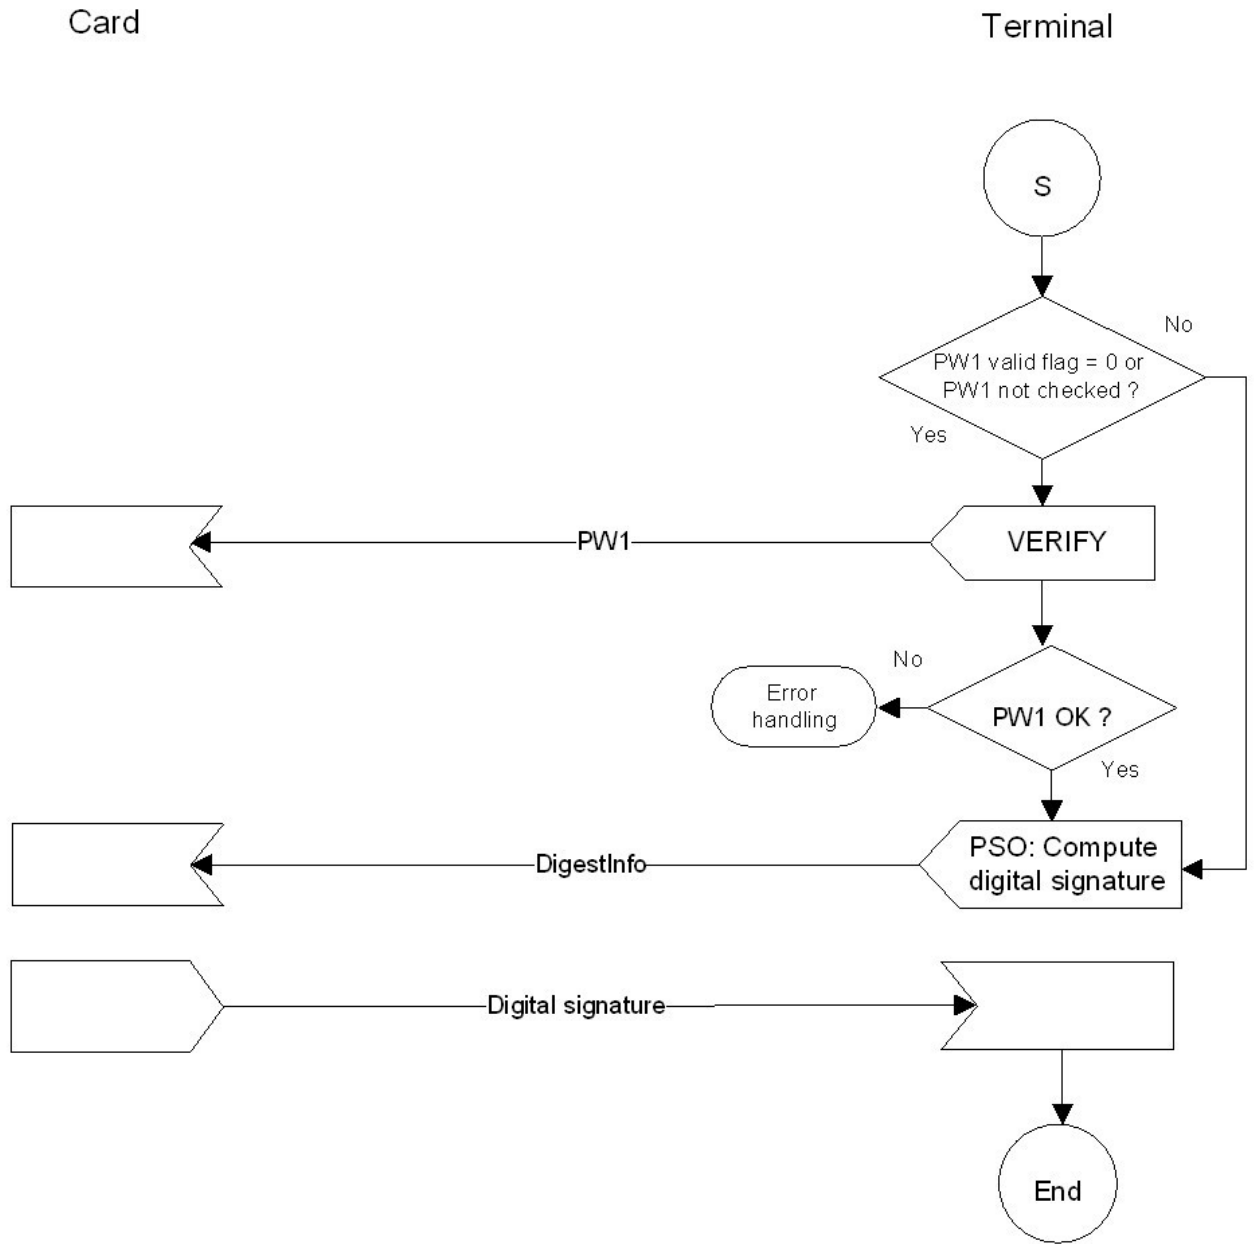 Card
Terminal
S
No
PW1 valid flag = 0 or
PW1 not checked ?
Yes
PW1
VERIFY
No
Error
handling
PW1 OK ?
Yes
DigestInfo
PSO: Compute
digital signature
Digital signature
End